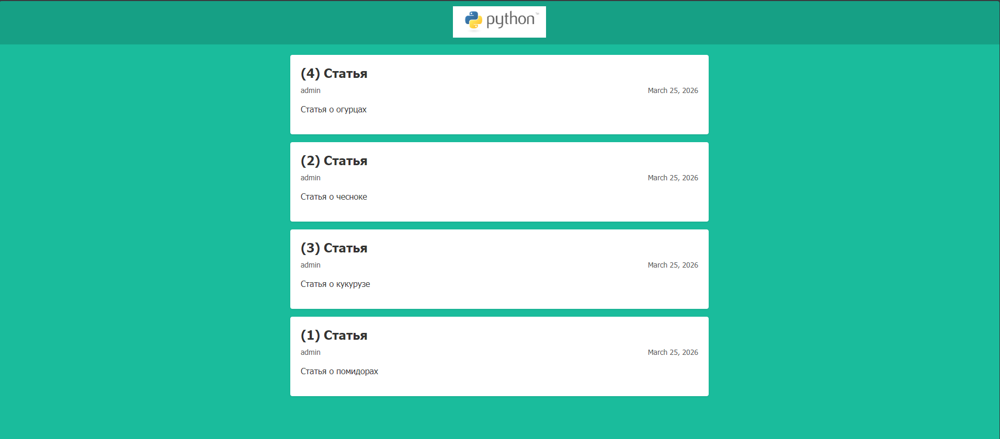 python™
(4) Статья
admin March 25, 2026
Статья о огурцах
(2) Статья
admin March 25, 2026
Статья о чесноке
(3) Статья
admin March 25, 2026
Статья о кукурузе
(1) Статья
admin March 25, 2026
Статья о помидорах